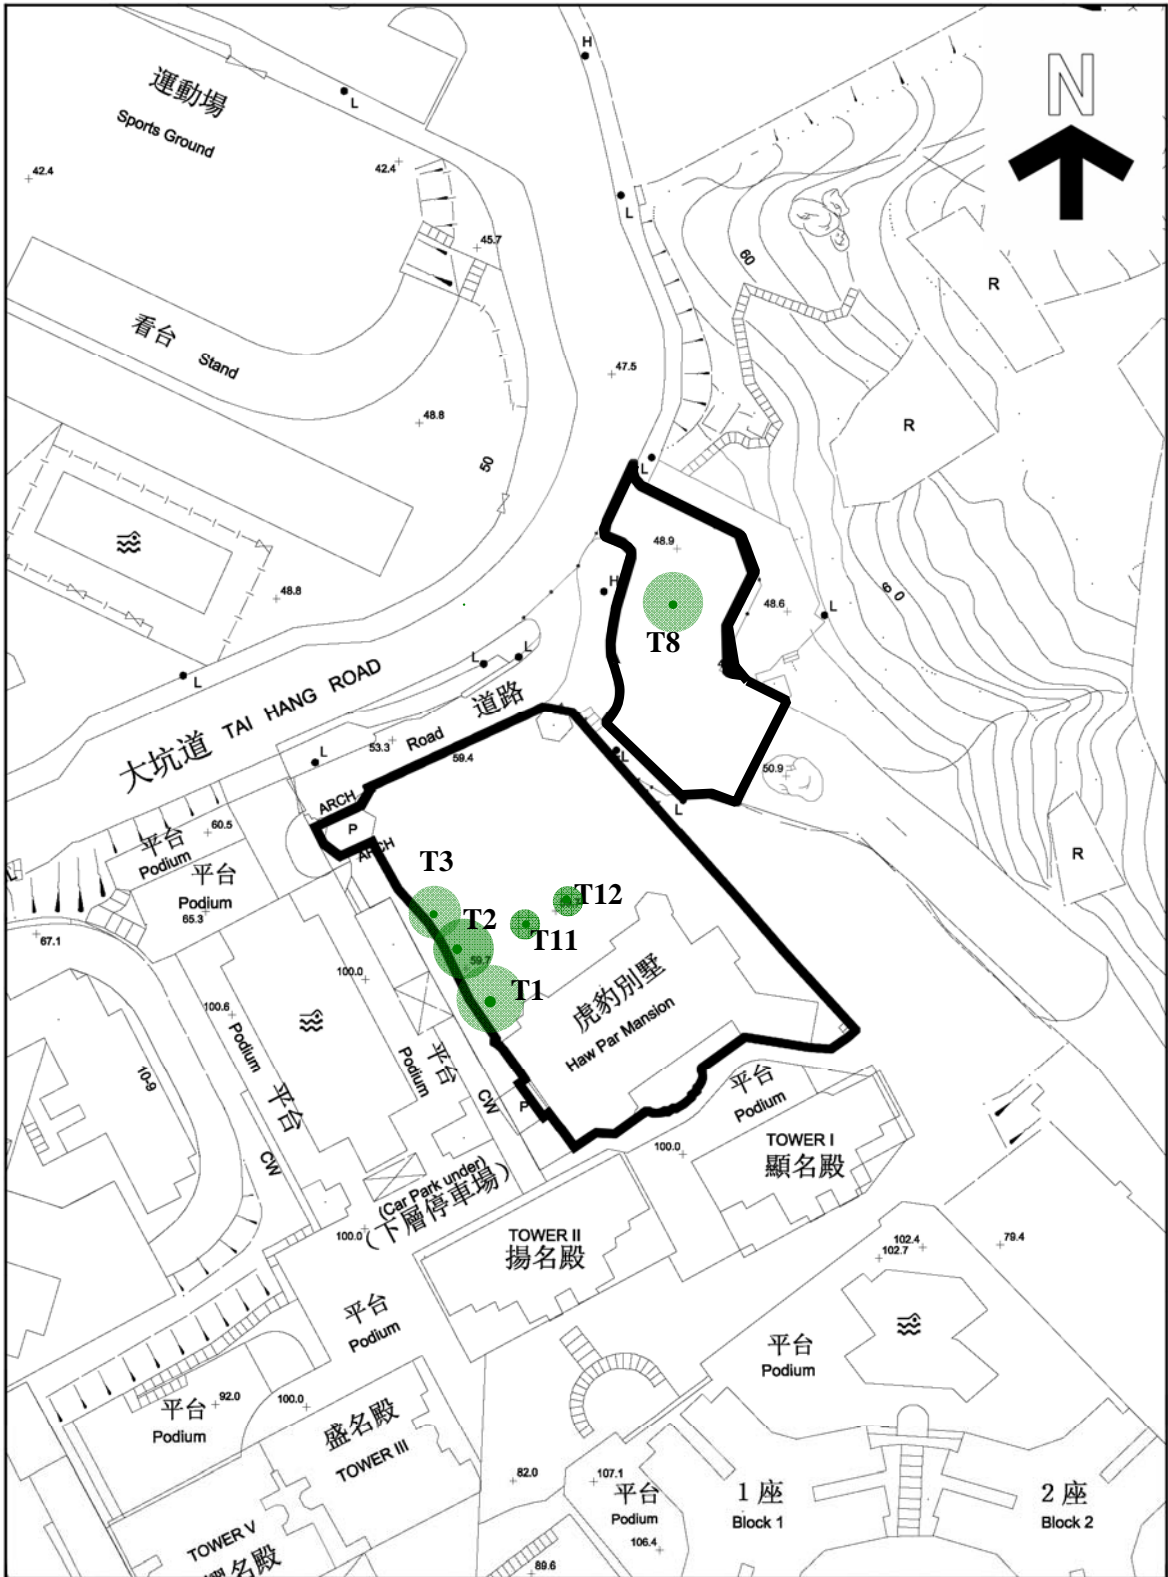 H
N
運動場
Sports Ground
L
42.4
42.4
L
45.7
60
R
看台 Stand
47.5
48.8
R
50
L
48.9
48.8
H
60
48.6
L
T8
L
L
大坑道 TAI HANG ROAD
L
道路
Road
53.3
59.4
L
L
50.9
L
ARCH
P
ARCH
60.5
平台
Podium
平台
Podium
65.3
R
T3
T12
T2
T11
67.1
59.7
100.0
T1
100.6
虎豹別墅
Haw Par Mansion
Podium
平台
Podium
平台
10-9
CW
P
平台
Podium
CW
TOWER I
顯名殿
100.0
(Car Park under)
(下層停車場)
100.0
TOWER II
揚名殿
102.4
102.7
79.4
平台
Podium
平台
Podium
92.0
100.0
平台
Podium
盛名殿
TOWER III
82.0
107.1
平台
Podium
106.4
1 座
Block 1
2 座
Block 2
TOWER V
名殿
89.6